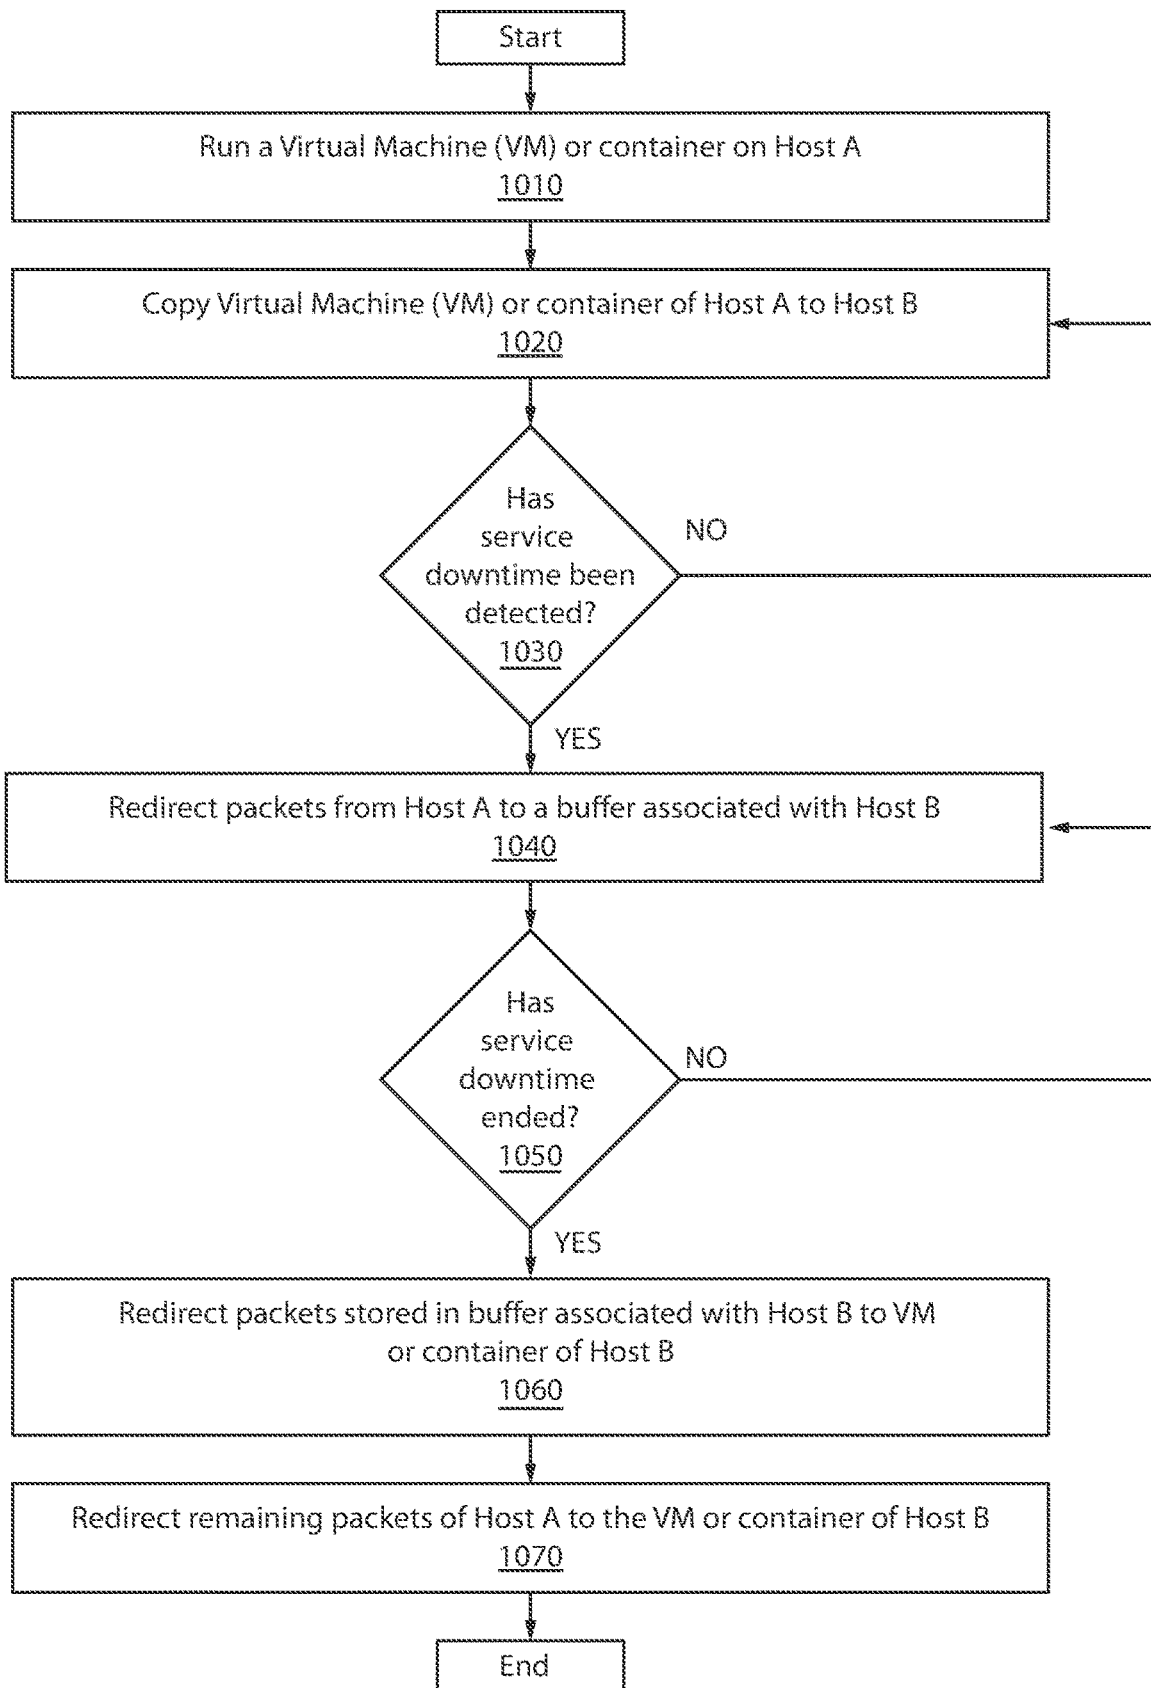 Start
Run a Virtual Machine (VM) or container on Host A
1010
Copy Virtual Machine (VM) or container of Host A to Host B
1020
Has
service
downtime been
detected?
1030
NO
YES
Redirect packets from Host A to a buffer associated with Host B
1040
Has
service
downtime
ended?
1050
NO
YES
Redirect packets stored in buffer associated with Host B to VM
or container of Host B
1060
Redirect remaining packets of Host A to the VM or container of Host B
1070
End